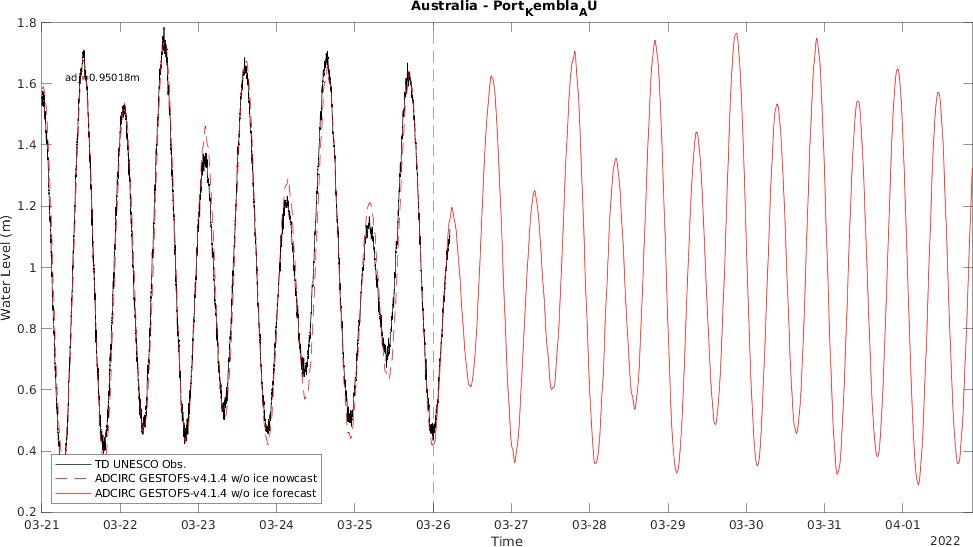 Australia - Port_Kembla_AU
1.8
1.6
1.4
1.2
1
0.8
0.6
0.4
0.2
Water Level (m)
adj=0.95018m
TD UNESCO Obs.
ADCIRC GESTOFS-v4.1.4 w/o ice nowcast
ADCIRC GESTOFS-v4.1.4 w/o ice forecast
03-21 03-22 03-23 03-24 03-25 03-26 03-27 03-28 03-29 03-30 03-31 04-01
Time
2022